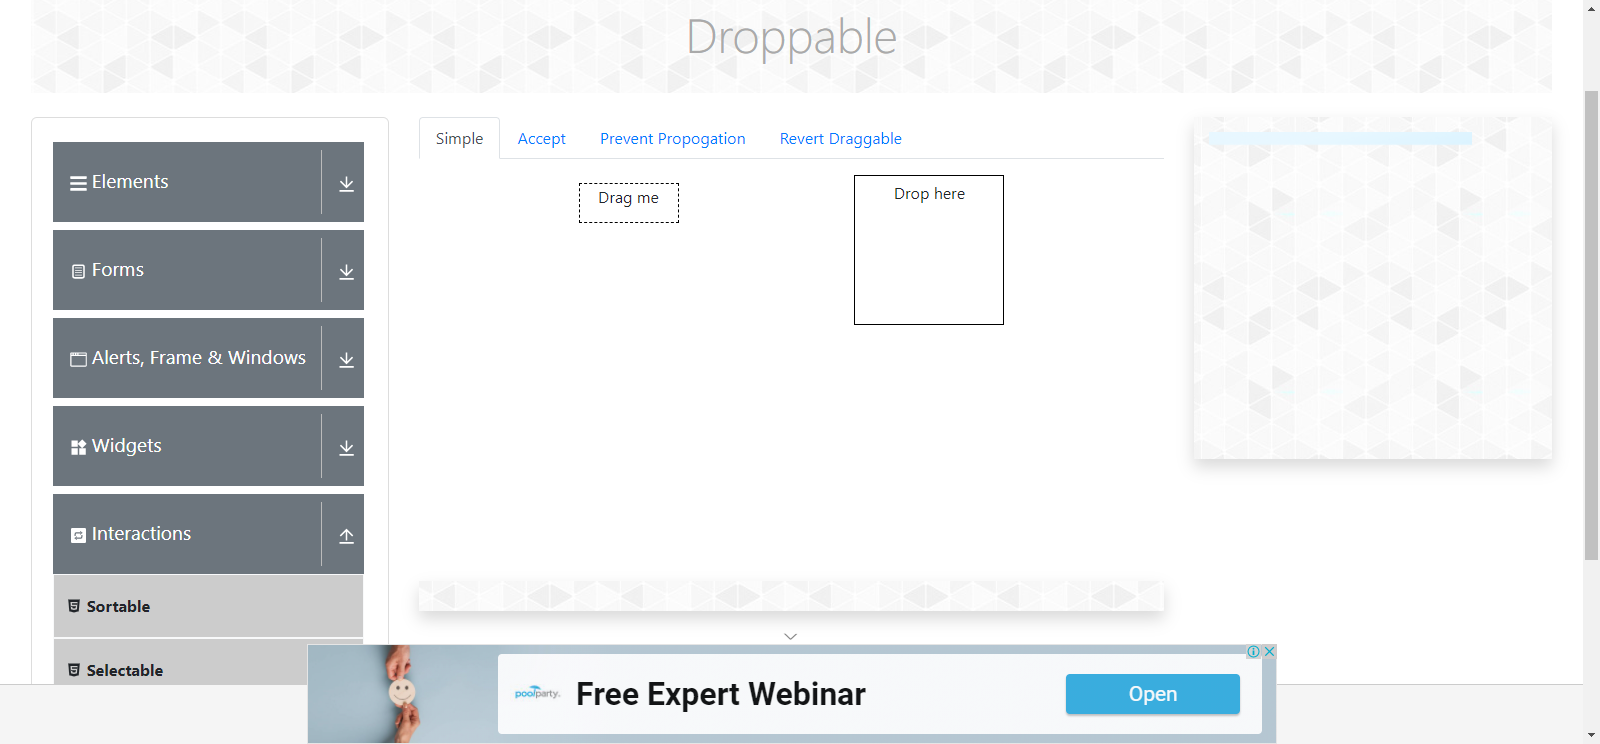 Droppable
Elements
Forms
Alerts, Frame & Windows
Widgets
Interactions
Sortable
Selectable
Simple
Accept
Prevent Propogation
Revert Draggable
Drag me
Drop here
poolparty
Free Expert Webinar
Open